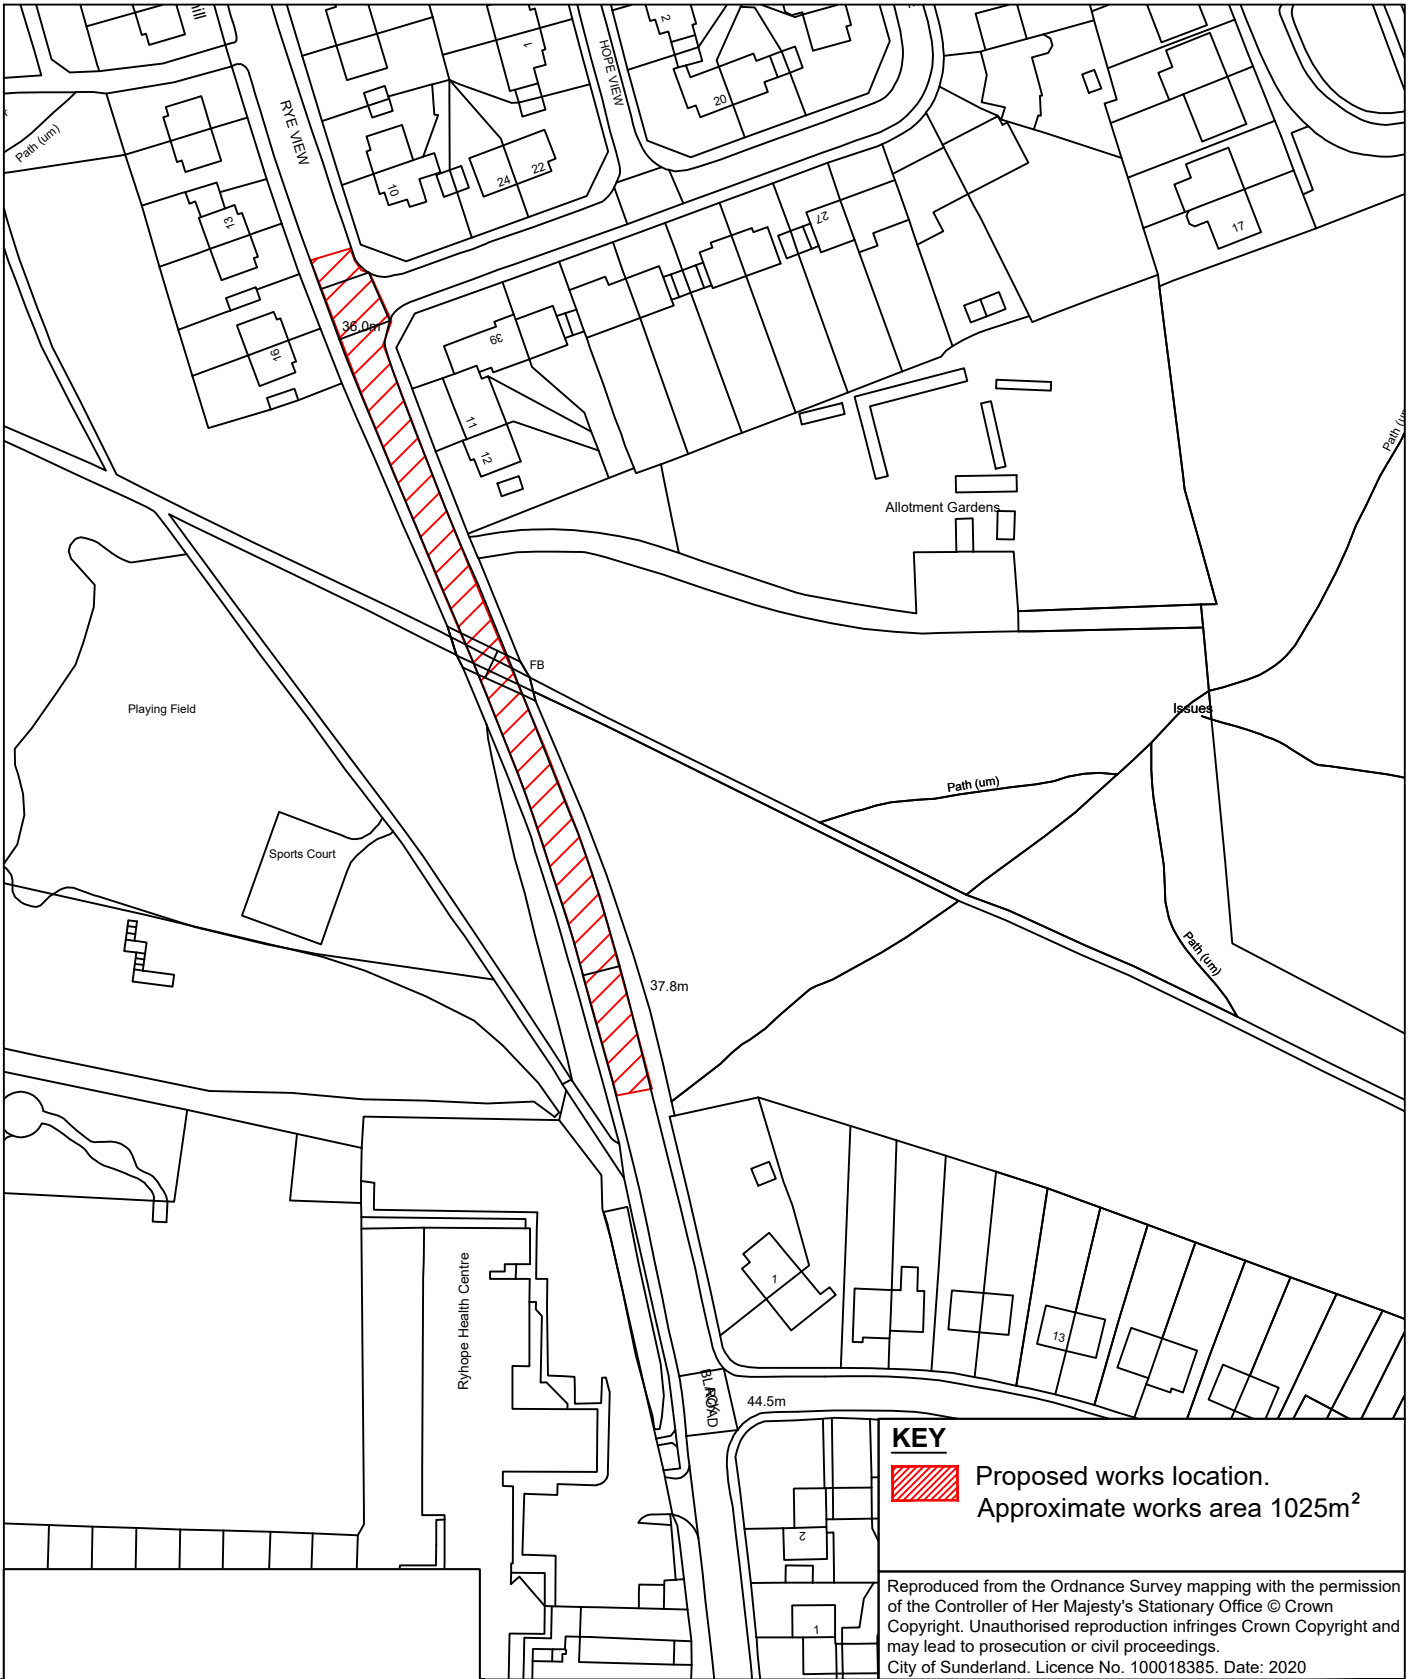 hill
Path (um)
RYE VIEW
HOPE VIEW
1
2
20
10
24
22
13
16
27
17
36.0m
39
11
12
Allotment Gardens
FB
Playing Field
Issues
Path (um)
Sports Court
Path (um)
37.8m
Ryhope Health Centre
1
13
BLACK
ROAD
44.5m
2
1
KEY
Proposed works location.
Approximate works area 1025m²
Reproduced from the Ordnance Survey mapping with the permission
of the Controller of Her Majesty's Stationary Office © Crown
Copyright. Unauthorised reproduction infringes Crown Copyright and
may lead to prosecution or civil proceedings.
City of Sunderland. Licence No. 100018385. Date: 2020